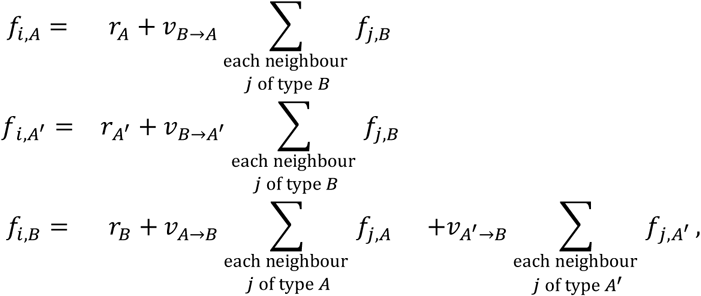 f_{i,A} = r_A + v_{B→A} ∑ f_{j,B}
each neighbour
j of type B
f_{i,A′} = r_{A′} + v_{B→A′} ∑ f_{j,B}
each neighbour
j of type B
f_{i,B} = r_B + v_{A→B} ∑ f_{j,A} +v_{A′→B} ∑ f_{j,A′} ,
each neighbour each neighbour
j of type A j of type A′